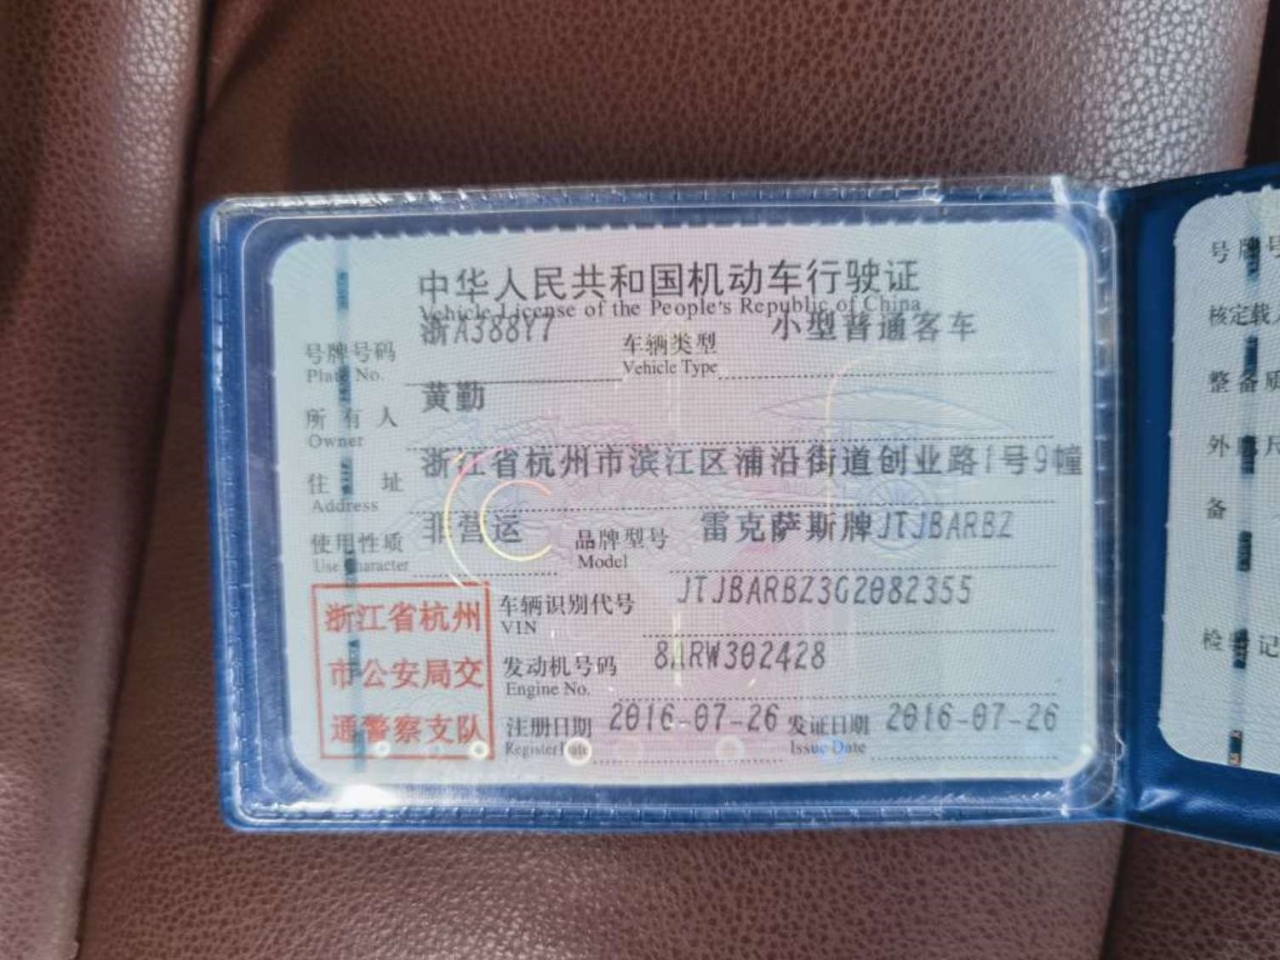 中华人民共和国机动车行驶证
Vehicle License of the People's Republic of China
号牌号码 浙A388Y7 车辆类型 小型普通客车
Plate No. Vehicle Type
所有人 黄勤
Owner
住址 浙江省杭州市滨江区浦沿街道创业路1号9幢
Address
使用性质 非营运 品牌型号 雷克萨斯牌JTJBARBZ
Use Character Model
浙江省杭州
市公安局交
通警察支队
车辆识别代号 JTJBARBZ3G2082355
VIN
发动机号码 8ARW302428
Engine No.
注册日期 2016-07-26 发证日期 2016-07-26
Register Date Issue Date
号牌号
核定载
整备质
外廓尺
备
检验记